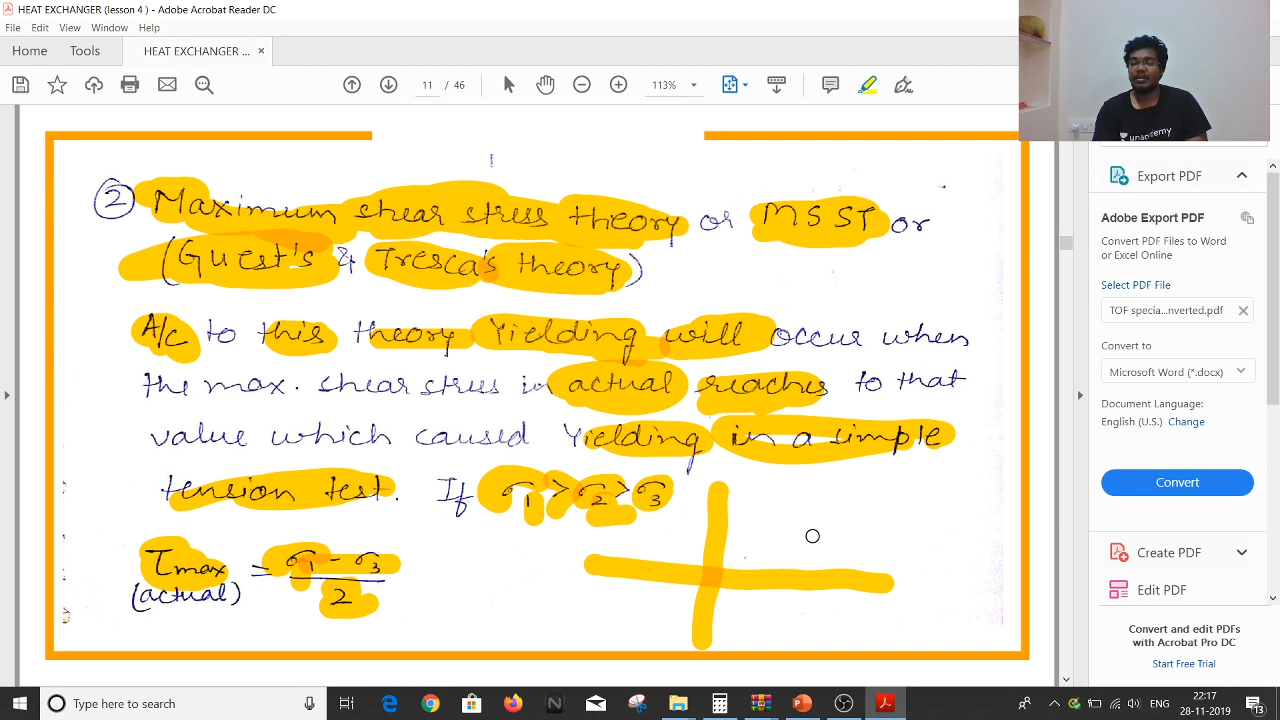 HEAT EXCHANGER (lesson 4 ) - Adobe Acrobat Reader DC
File Edit View Window Help
Home Tools HEAT EXCHANGER ... ×
11 / 46 113%
② Maximum shear stress theory or MSST or
(Guest's & Tresca's theory)
A/c to this theory Yielding will occur when
the max. shear stress in actual reaches to that
value which caused Yielding in a simple
tension test. If σ1 > σ2 > σ3
τmax = σ1 - σ3
(actual) 2
unacademy
Export PDF
Adobe Export PDF
Convert PDF Files to Word
or Excel Online
Select PDF File
TOF specia...nverted.pdf
Convert to
Microsoft Word (*.docx)
Document Language:
English (U.S.) Change
Convert
Create PDF
Edit PDF
Convert and edit PDFs
with Acrobat Pro DC
Start Free Trial
Type here to search
ENG
22:17
28-11-2019